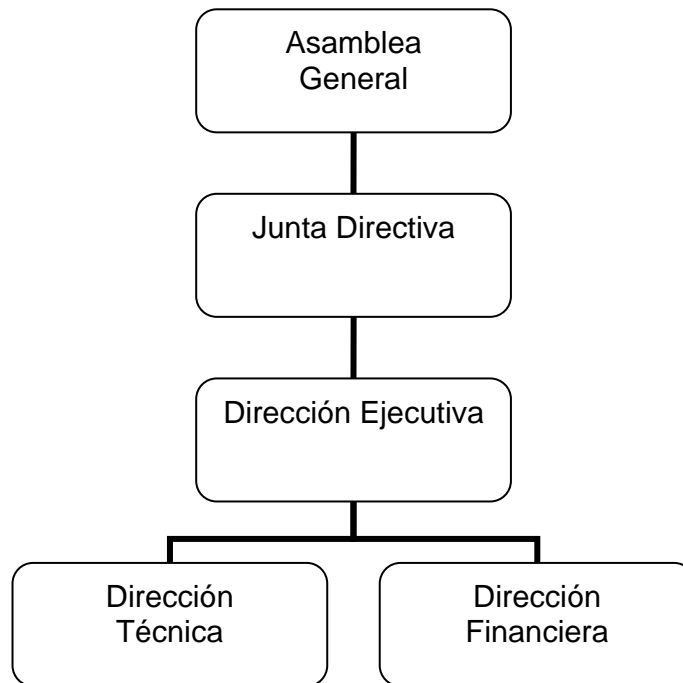 Asamblea
General
Junta Directiva
Dirección Ejecutiva
Dirección
Técnica
Dirección
Financiera